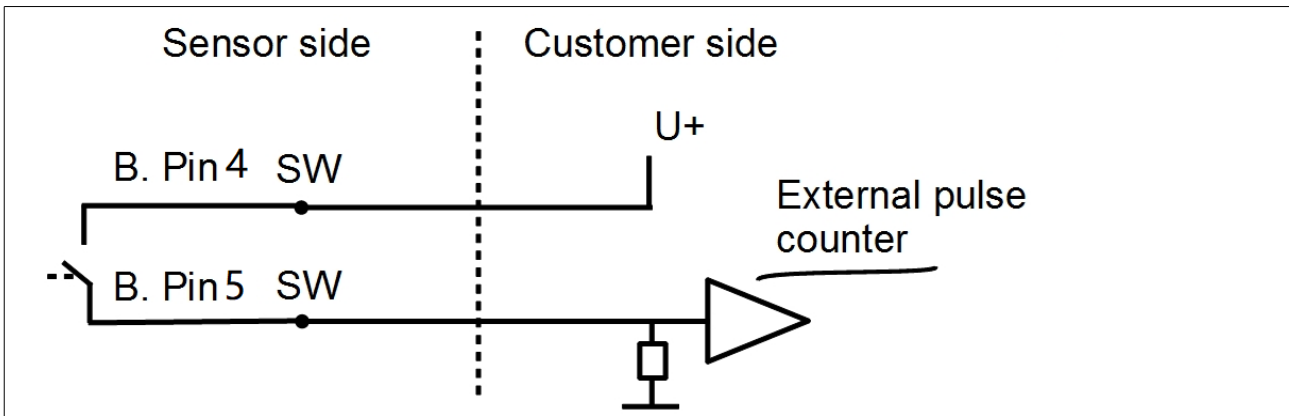 Sensor side
Customer side
U+
B. Pin 4 SW
External pulse
counter
B. Pin 5 SW